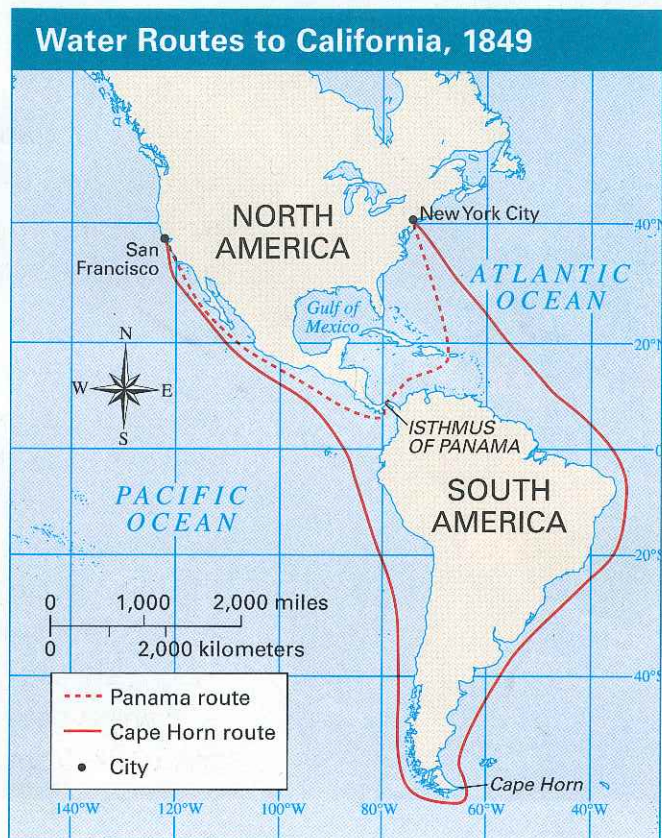 Water Routes to California, 1849
NORTH
AMERICA
New York City
40°N
San
Francisco
ATLANTIC
OCEAN
Gulf of
Mexico
20°N
N
W
E
S
ISTHMUS
OF PANAMA
0°
PACIFIC
OCEAN
SOUTH
AMERICA
20°S
0 1,000 2,000 miles
0 2,000 kilometers
40°S
Panama route
Cape Horn route
City
Cape Horn
140°W 120°W 80°W 60°W 40°W 20°W